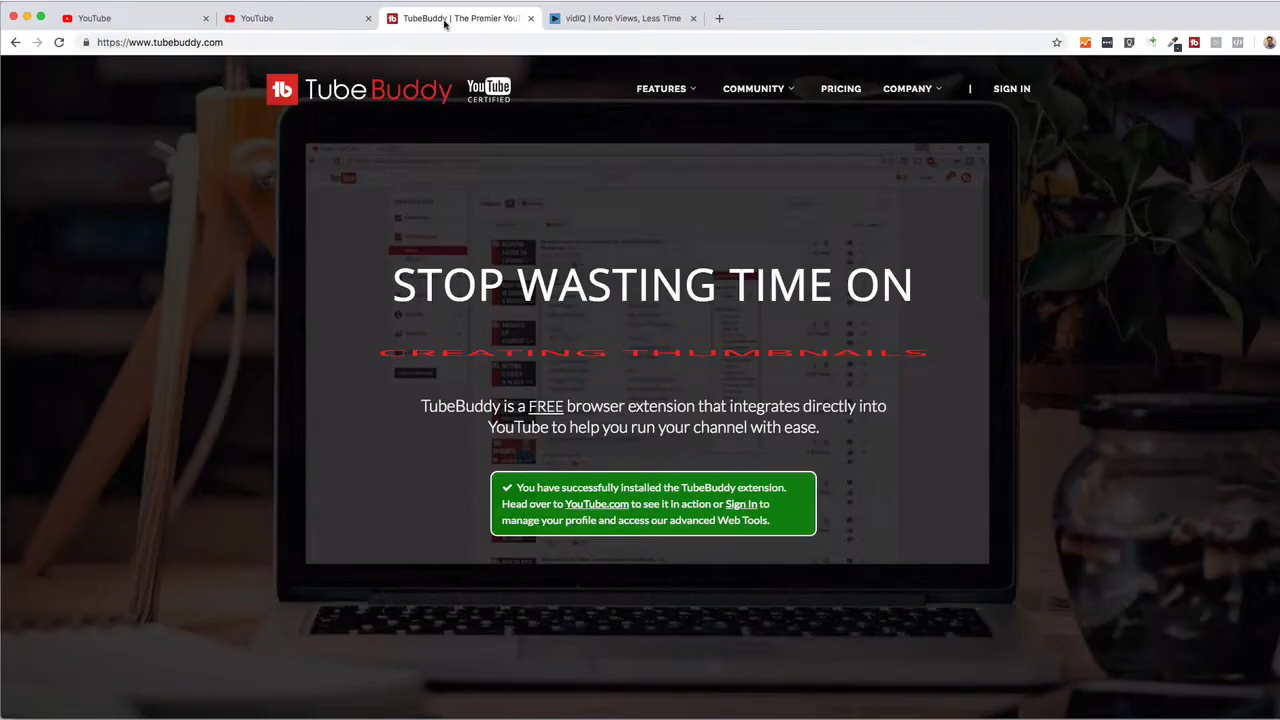 YouTube
YouTube
TubeBuddy | The Premier You
vidIQ | More Views, Less Time
https://www.tubebuddy.com
TubeBuddy
YouTube
CERTIFIED
FEATURES
COMMUNITY
PRICING
COMPANY
|
SIGN IN
STOP WASTING TIME ON
CREATING THUMBNAILS
TubeBuddy is a FREE browser extension that integrates directly into
YouTube to help you run your channel with ease.
You have successfully installed the TubeBuddy extension.
Head over to YouTube.com to see it in action or Sign In to
manage your profile and access our advanced Web Tools.